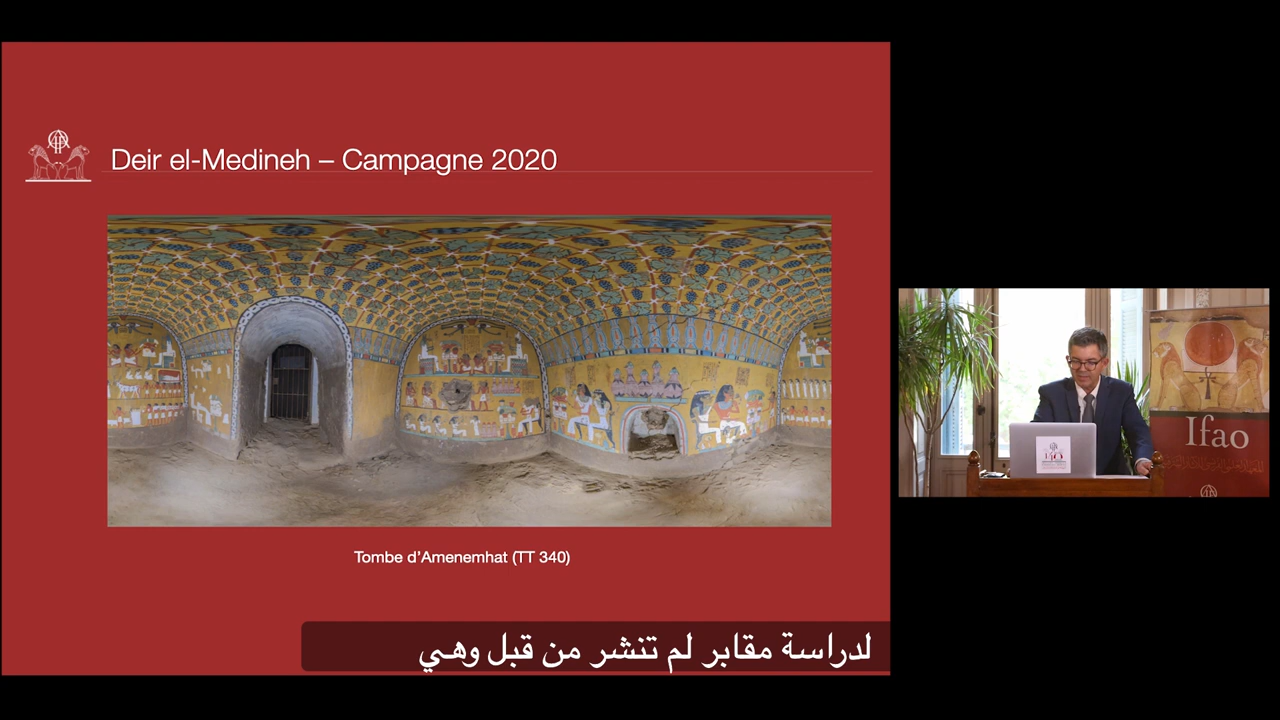 Deir el-Medineh – Campagne 2020
Tombe d'Amenemhat (TT 340)
لدراسة مقابر لم تنشر من قبل وهي
Ifao